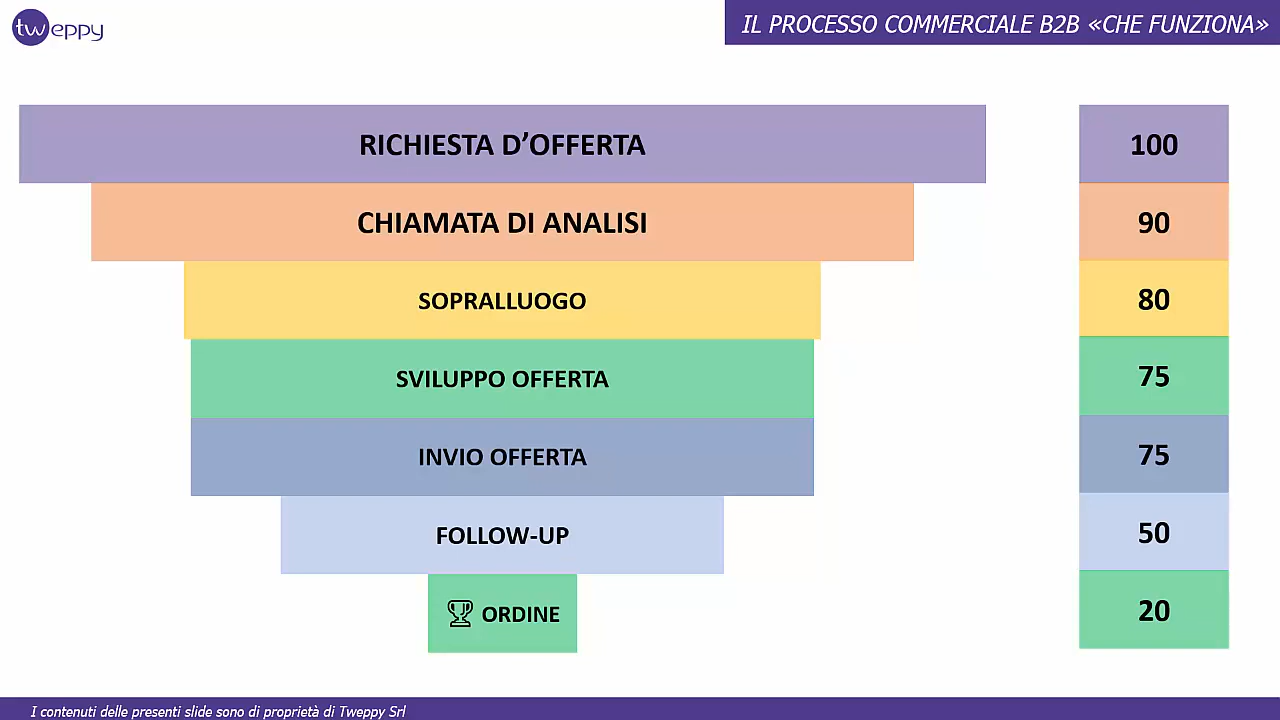 tweppy
IL PROCESSO COMMERCIALE B2B «CHE FUNZIONA»
RICHIESTA D’OFFERTA
100
CHIAMATA DI ANALISI
90
SOPRALLUOGO
80
SVILUPPO OFFERTA
75
INVIO OFFERTA
75
FOLLOW-UP
50
ORDINE
20
I contenuti delle presenti slide sono di proprietà di Tweppy Srl